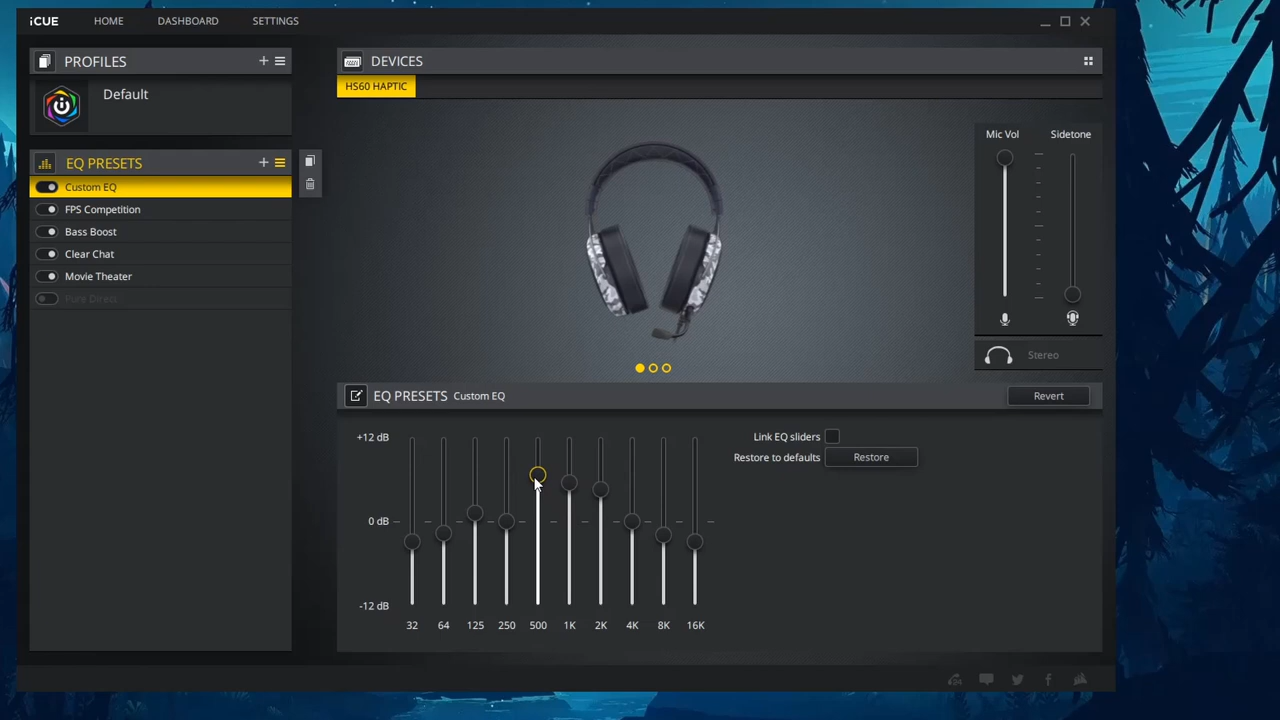 iCUE HOME DASHBOARD SETTINGS
PROFILES
Default
EQ PRESETS
Custom EQ
FPS Competition
Bass Boost
Clear Chat
Movie Theater
Pure Direct
DEVICES
HS60 HAPTIC
Mic Vol Sidetone
Stereo
EQ PRESETS Custom EQ Revert
+12 dB
0 dB
-12 dB
32 64 125 250 500 1K 2K 4K 8K 16K
Link EQ sliders
Restore to defaults Restore